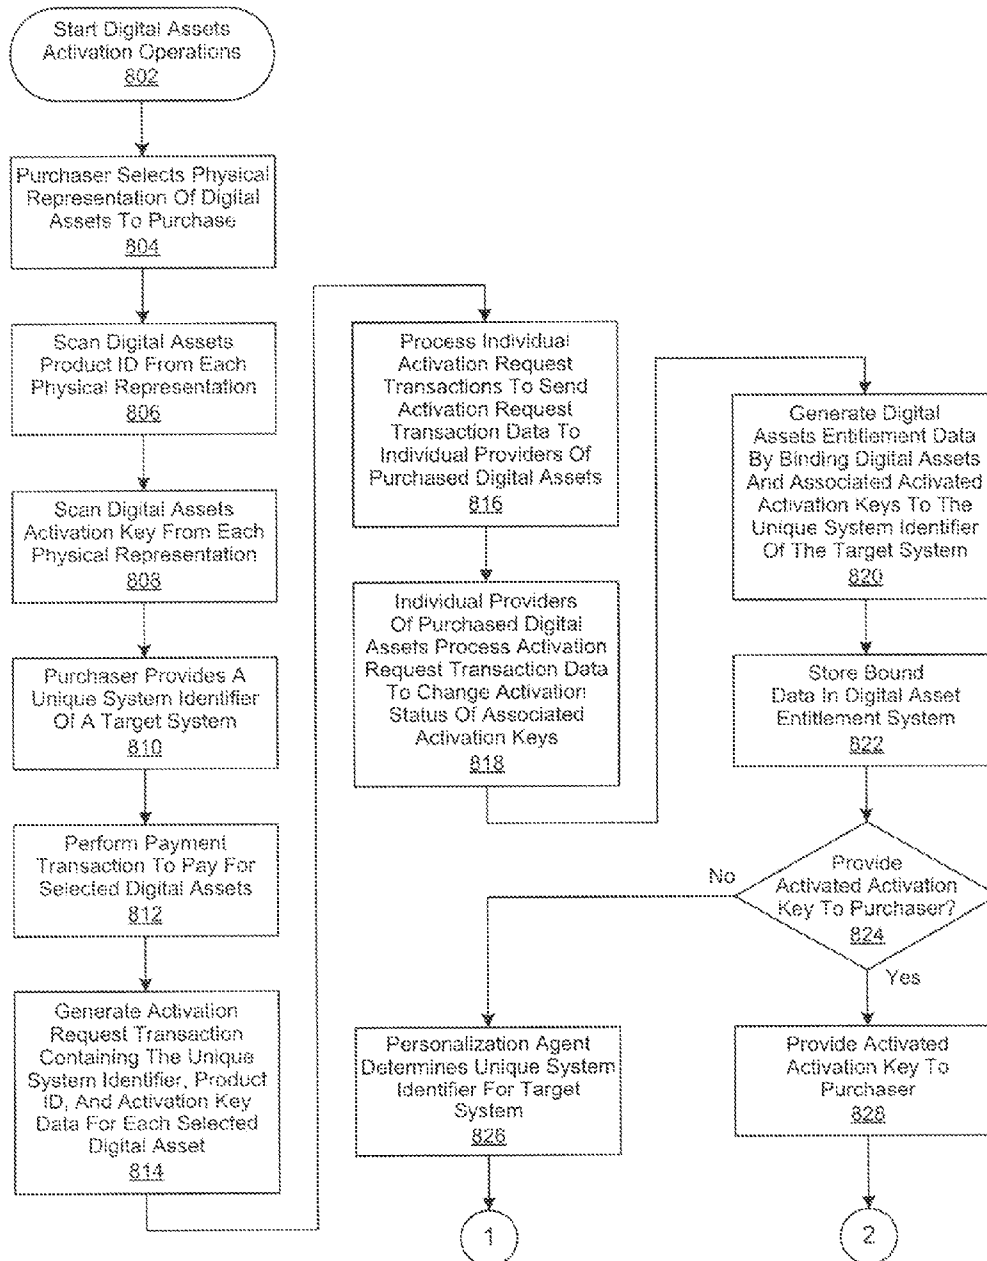 Start Digital Assets
Activation Operations
802
Purchaser Selects Physical
Representation Of Digital
Assets To Purchase
804
Scan Digital Assets
Product ID From Each
Physical Representation
806
Scan Digital Assets
Activation Key From Each
Physical Representation
808
Purchaser Provides A
Unique System Identifier
Of A Target System
810
Perform Payment
Transaction To Pay For
Selected Digital Assets
812
Generate Activation
Request Transaction
Containing The Unique
System Identifier, Product
ID, And Activation Key
Data For Each Selected
Digital Asset
814
Process Individual
Activation Request
Transactions To Send
Activation Request
Transaction Data To
Individual Providers Of
Purchased Digital Assets
816
Individual Providers
Of Purchased Digital
Assets Process Activation
Request Transaction Data
To Change Activation
Status Of Associated
Activation Keys
818
Generate Digital
Assets Entitlement Data
By Binding Digital Assets
And Associated Activated
Activation Keys To The
Unique System Identifier
Of The Target System
820
Store Bound
Data In Digital Asset
Entitlement System
822
Provide
Activated Activation
Key To Purchaser?
824
No
Yes
Personalization Agent
Determines Unique System
Identifier For Target
System
826
Provide Activated
Activation Key To
Purchaser
828
1
2